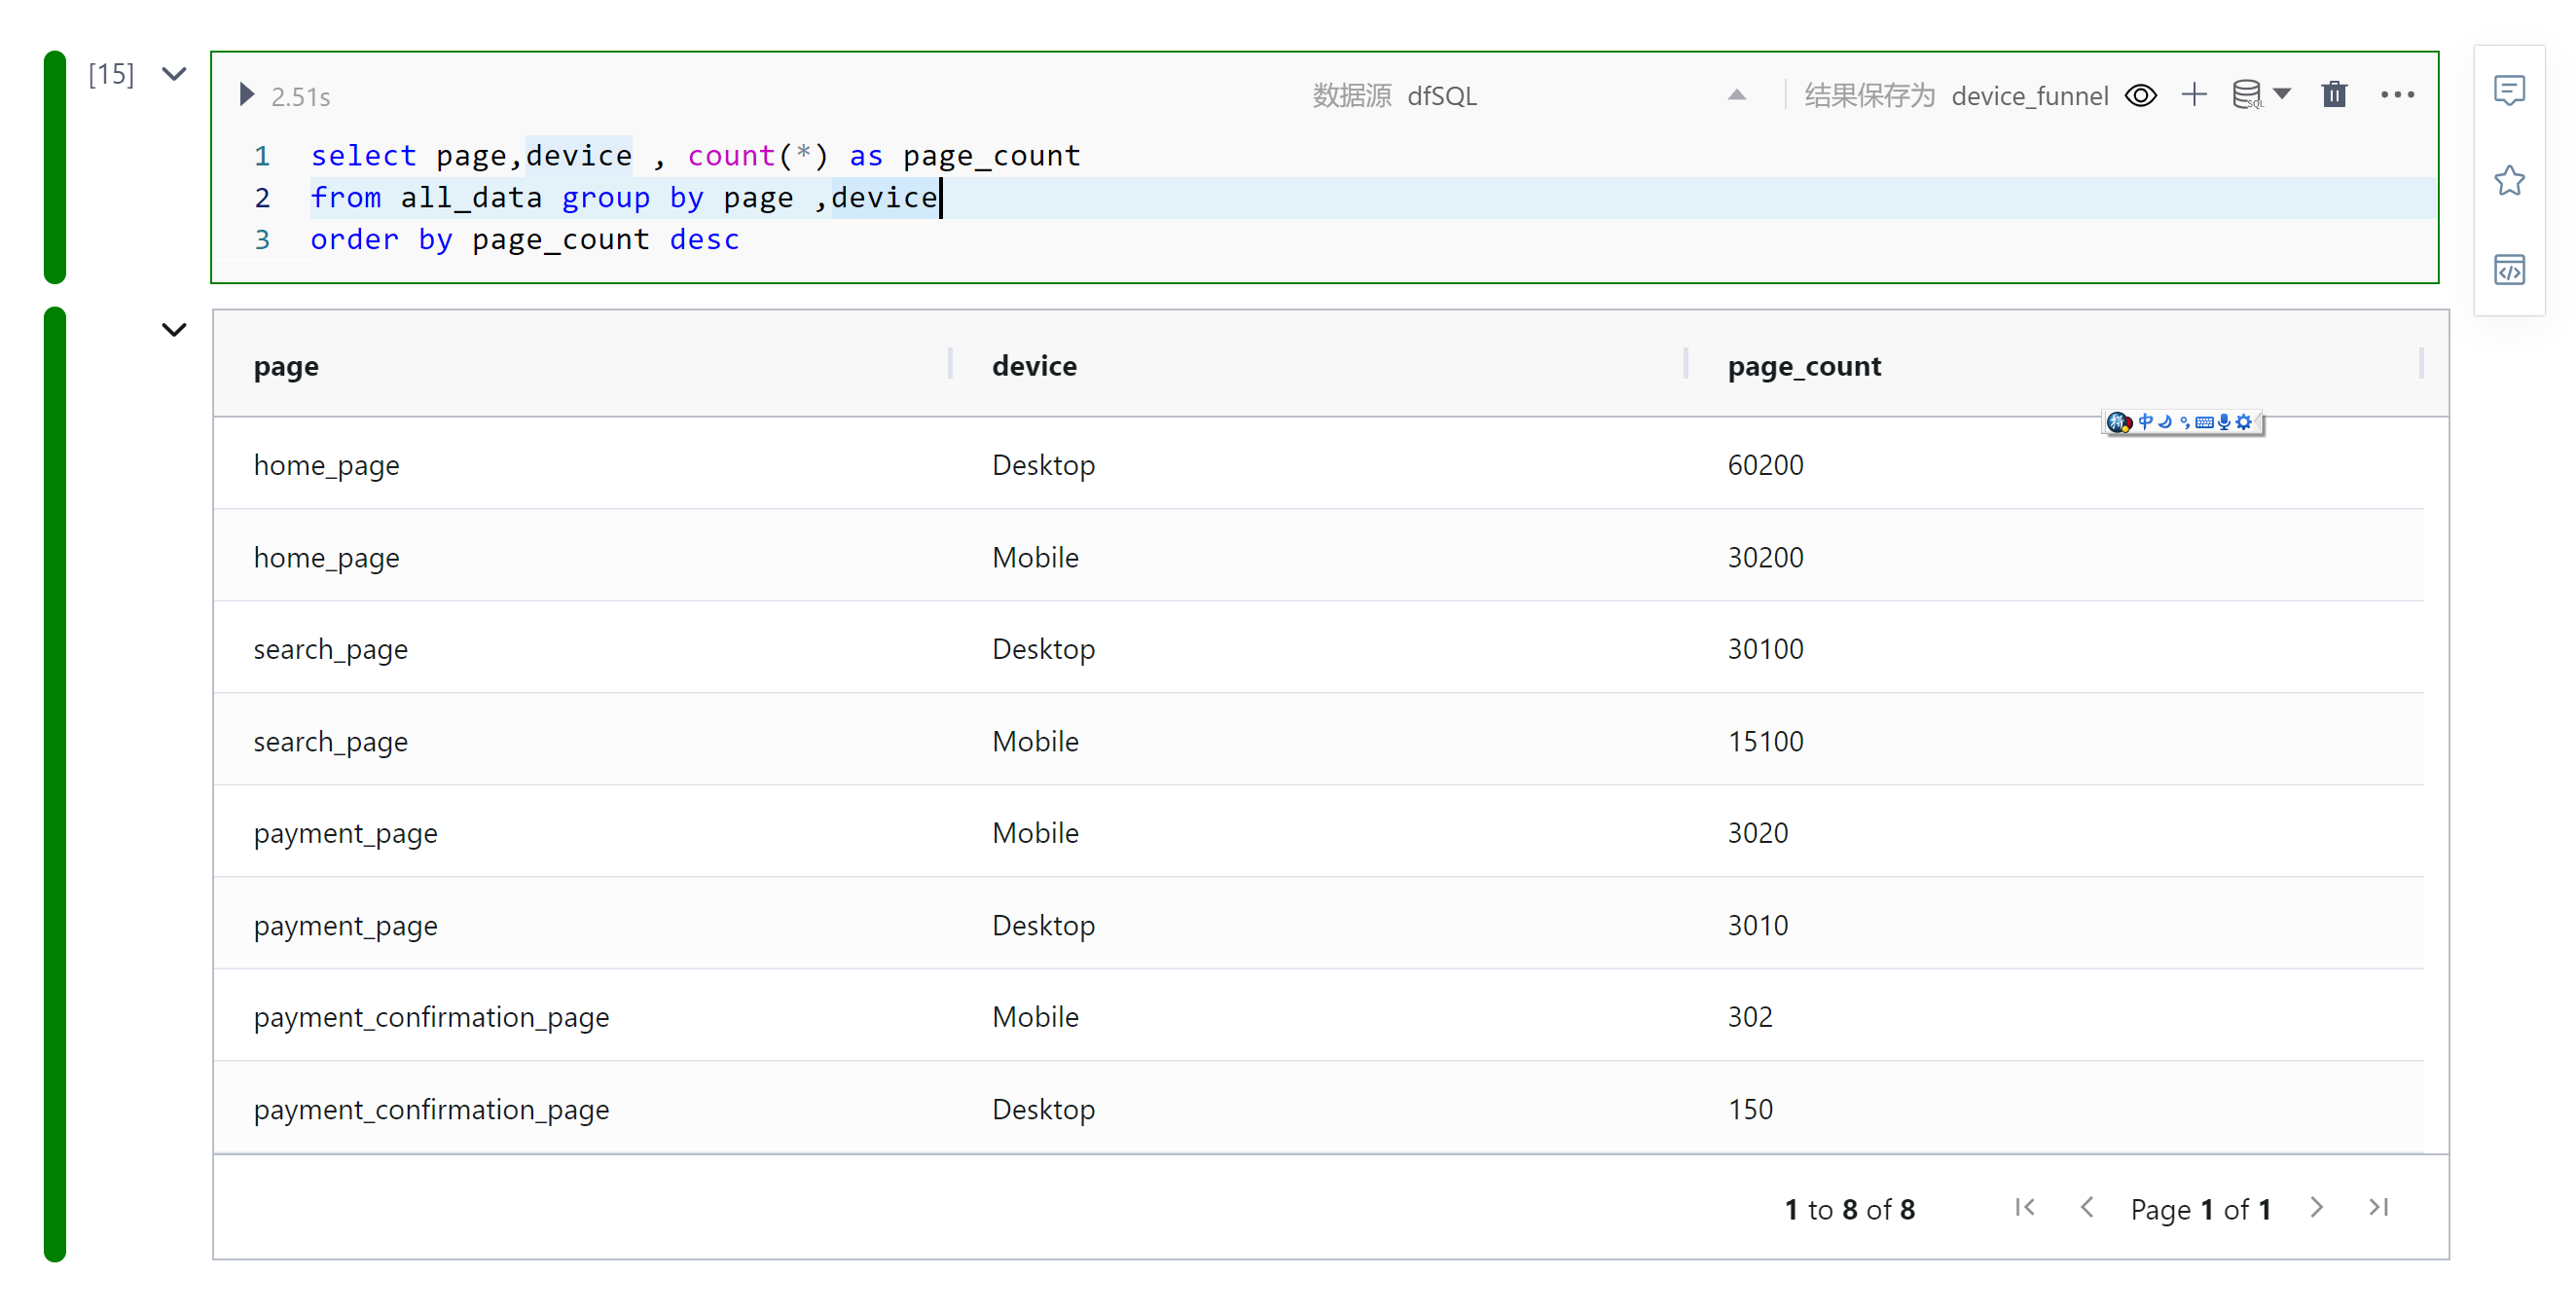 [15]
2.51s 数据源 dfSQL 结果保存为 device_funnel SQL
1 select page,device , count(*) as page_count
2 from all_data group by page ,device
3 order by page_count desc
page device page_count
中
home_page Desktop 60200
home_page Mobile 30200
search_page Desktop 30100
search_page Mobile 15100
payment_page Mobile 3020
payment_page Desktop 3010
payment_confirmation_page Mobile 302
payment_confirmation_page Desktop 150
1 to 8 of 8 Page 1 of 1